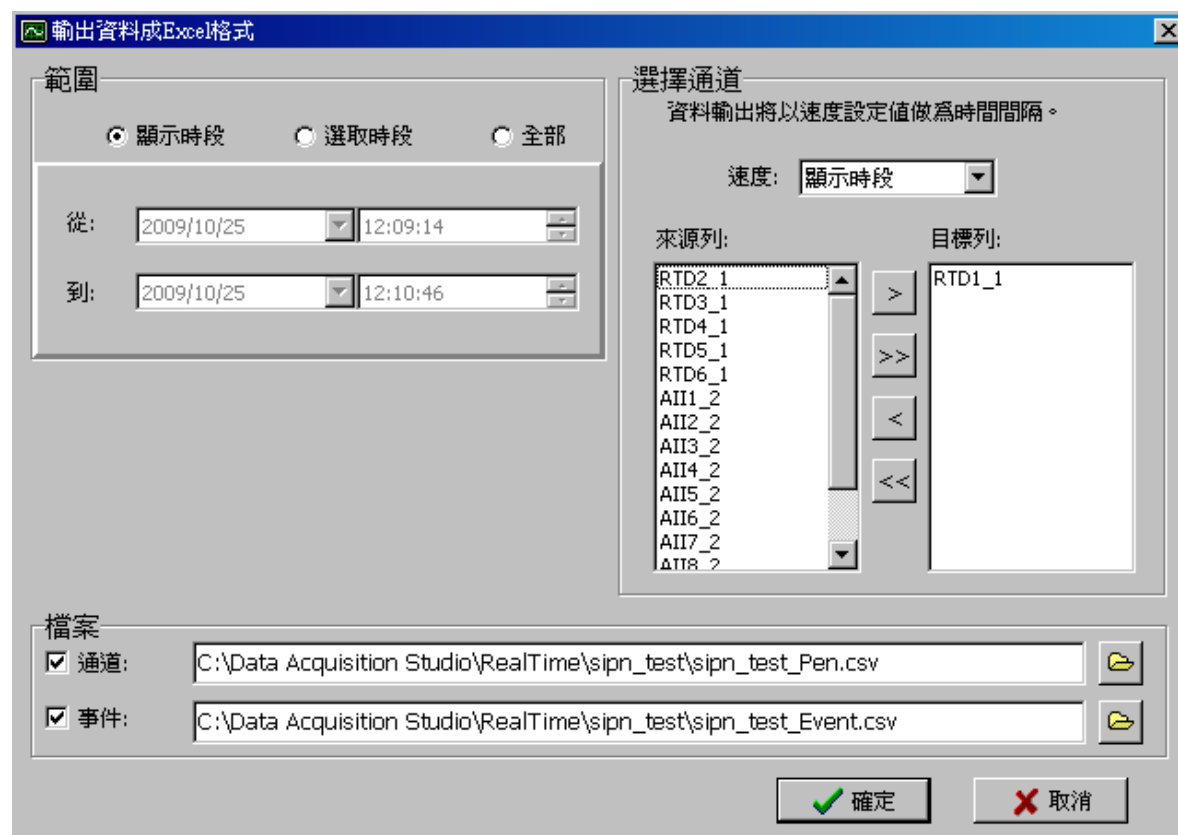 輸出資料成Excel格式
範圍
顯示時段
選取時段
全部
從:
2009/10/25
12:09:14
到:
2009/10/25
12:10:46
選擇通道
資料輸出將以速度設定值做為時間間隔。
速度:
顯示時段
來源列:
RTD2_1
RTD3_1
RTD4_1
RTD5_1
RTD6_1
AII1_2
AII2_2
AII3_2
AII4_2
AII5_2
AII6_2
AII7_2
AII8_2
>
>>
<
<<
目標列:
RTD1_1
檔案
通道:
C:\Data Acquisition Studio\RealTime\sipn_test\sipn_test_Pen.csv
事件:
C:\Data Acquisition Studio\RealTime\sipn_test\sipn_test_Event.csv
確定
取消